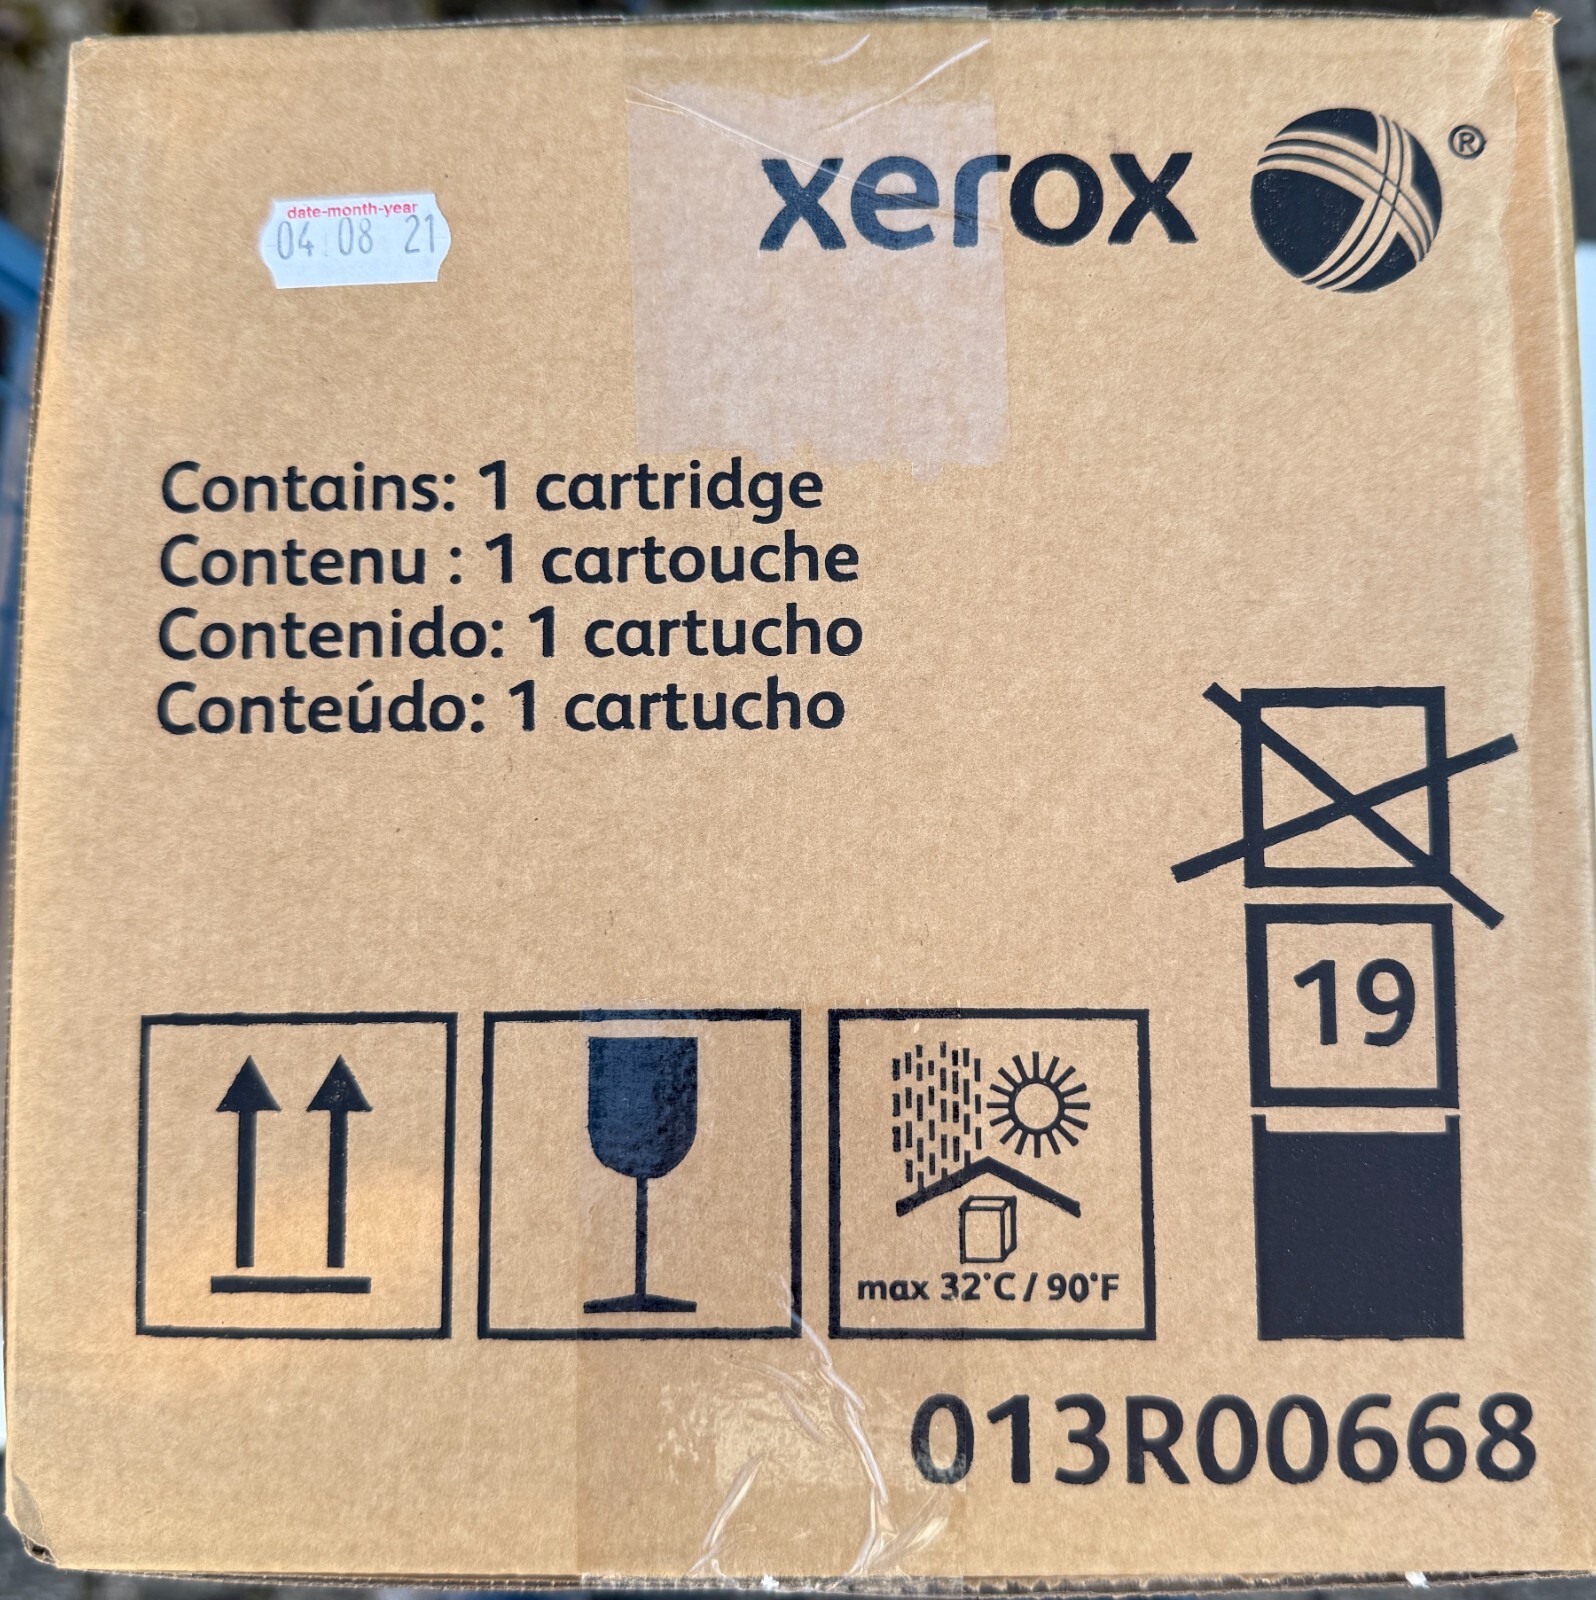 xerox ®
date-month-year
04 08 21
Contains: 1 cartridge
Contenu : 1 cartouche
Contenido: 1 cartucho
Conteúdo: 1 cartucho
19
max 32°C / 90°F
013R00668